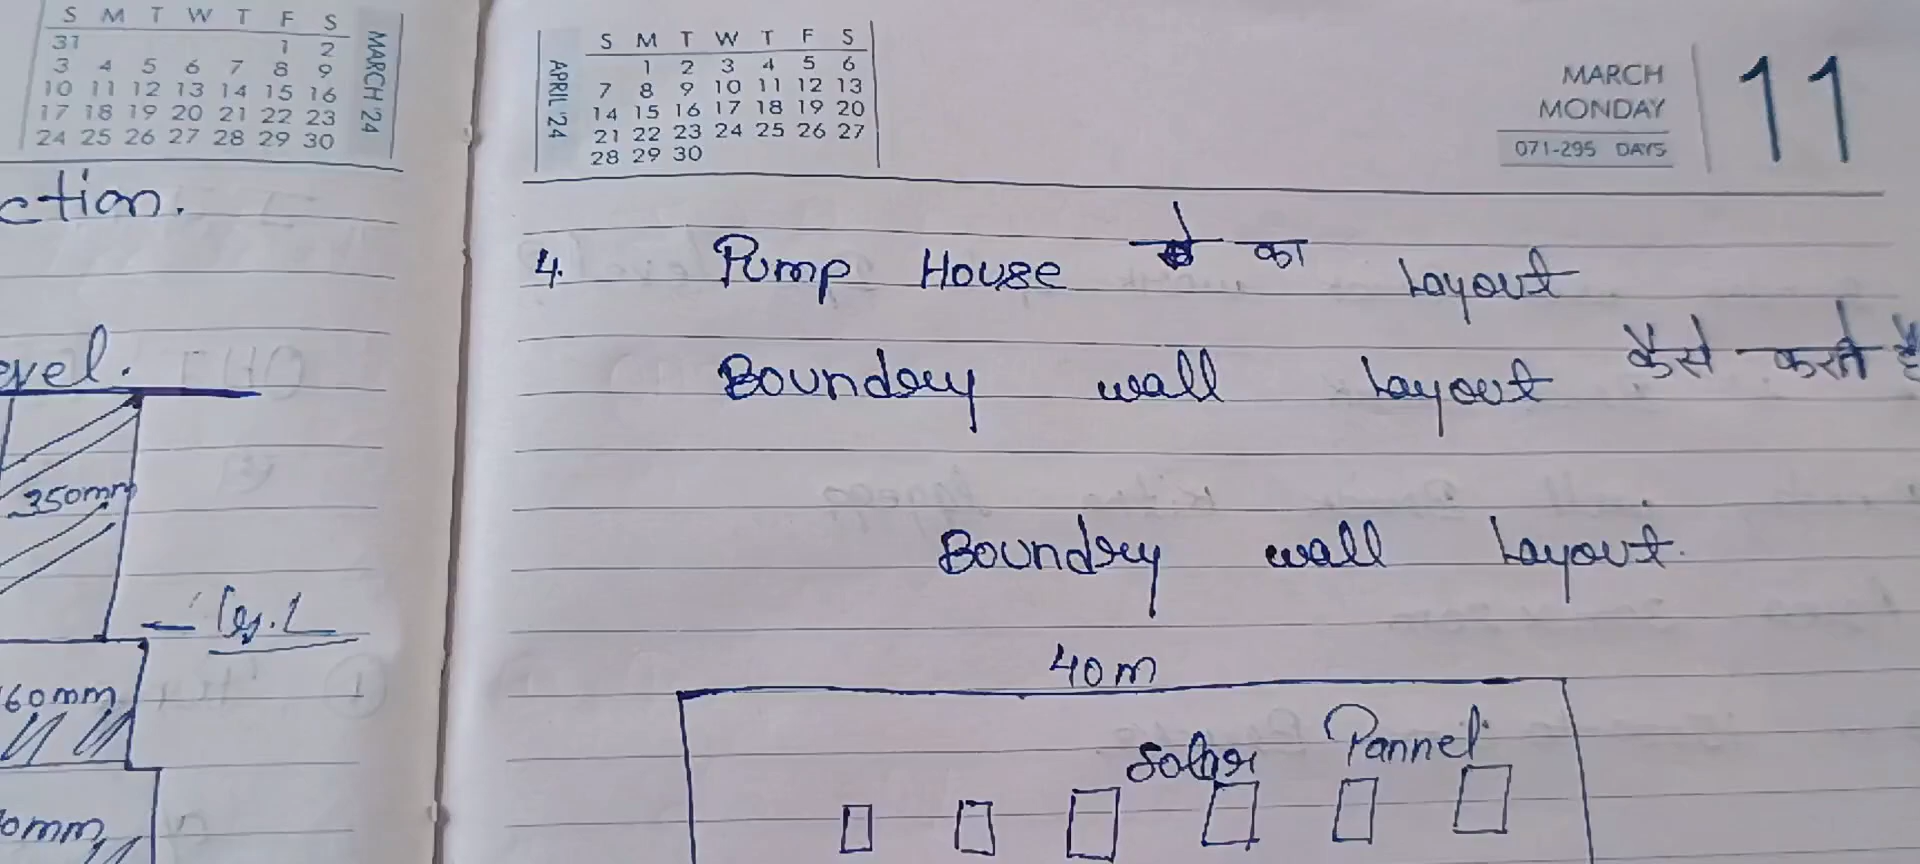 S M T W T F S
31 1 2
3 4 5 6 7 8 9
10 11 12 13 14 15 16
17 18 19 20 21 22 23
24 25 26 27 28 29 30
MARCH '24
ction.
evel.
350mm
60mm
0mm
APRIL '24
S M T W T F S
1 2 3 4 5 6
7 8 9 10 11 12 13
14 15 16 17 18 19 20
21 22 23 24 25 26 27
28 29 30
MARCH
MONDAY
071-295 DAYS
11
4. Pump House का Layout
Boundry wall Layout कैसे करते है
Boundry wall Layout.
40m
Solar Pannel